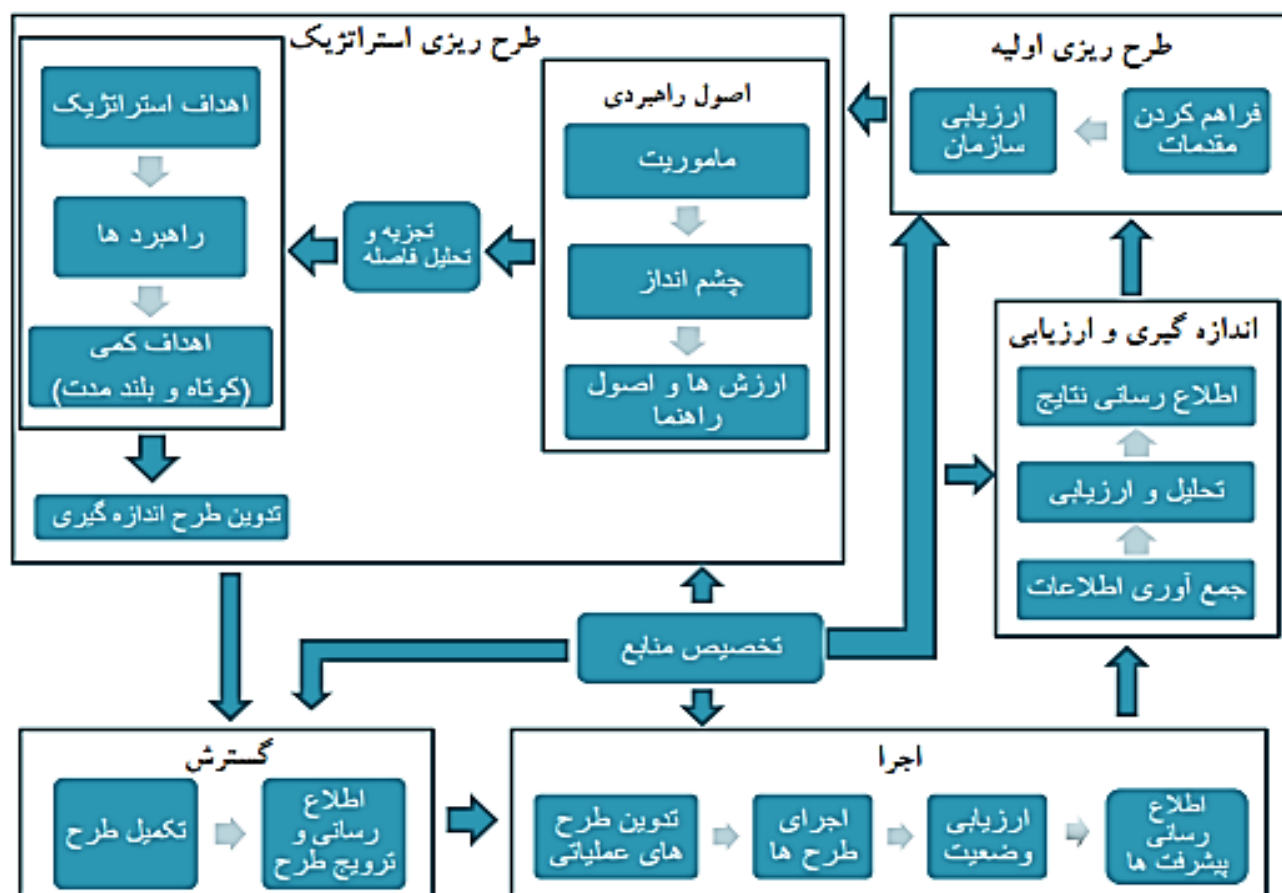 طرح ریزی اولیه
فراهم کردن
مقدمات
ارزیابی
سازمان
طرح ریزی استراتژیک
اصول راهبردی
ماموریت
چشم انداز
ارزش ها و اصول
راهنما
تجزیه و
تحلیل فاصله
اهداف استراتژیک
راهبرد ها
اهداف کمی
(کوتاه و بلند مدت)
تدوین طرح اندازه گیری
اندازه گیری و ارزیابی
اطلاع رسانی نتایج
تحلیل و ارزیابی
جمع آوری اطلاعات
تخصیص منابع
گسترش
تکمیل طرح
اطلاع
رسانی و
ترویج طرح
اجرا
تدوین طرح
های عملیاتی
اجرای
طرح ها
ارزیابی
وضعیت
اطلاع
رسانی
پیشرفت ها